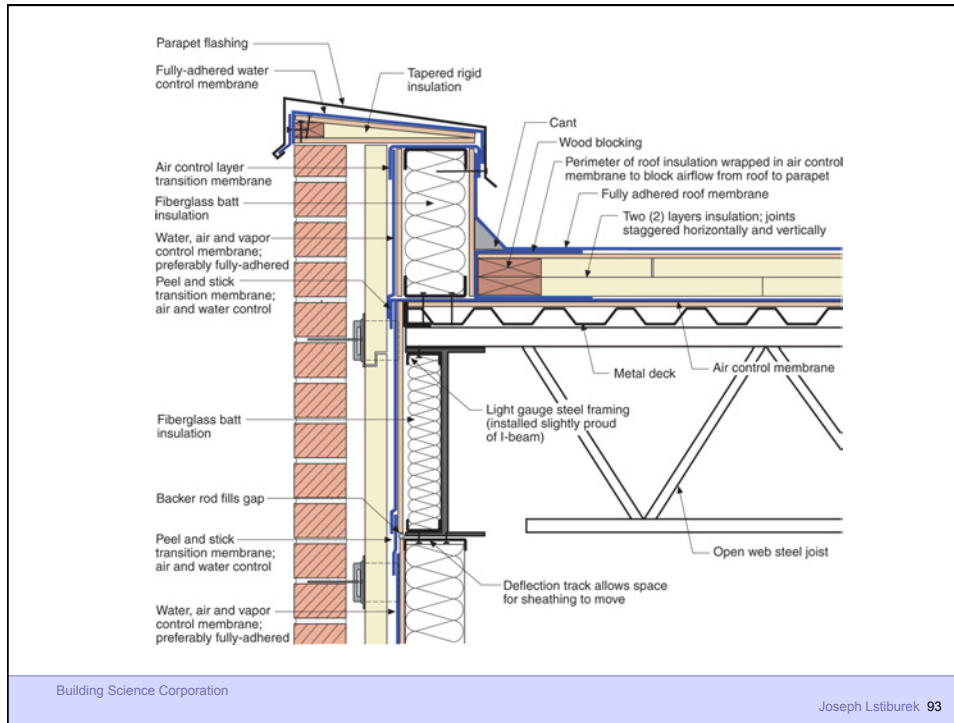 Parapet flashing
Fully-adhered water
control membrane
Tapered rigid
insulation
Cant
Wood blocking
Perimeter of roof insulation wrapped in air control
membrane to block airflow from roof to parapet
Fully adhered roof membrane
Two (2) layers insulation; joints
staggered horizontally and vertically
Air control layer
transition membrane
Fiberglass batt
insulation
Water, air and vapor
control membrane;
preferably fully-adhered
Peel and stick
transition membrane;
air and water control
Metal deck
Air control membrane
Light gauge steel framing
(installed slightly proud
of I-beam)
Fiberglass batt
insulation
Backer rod fills gap
Peel and stick
transition membrane;
air and water control
Open web steel joist
Deflection track allows space
for sheathing to move
Water, air and vapor
control membrane;
preferably fully-adhered
Building Science Corporation
Joseph Lstiburek 93